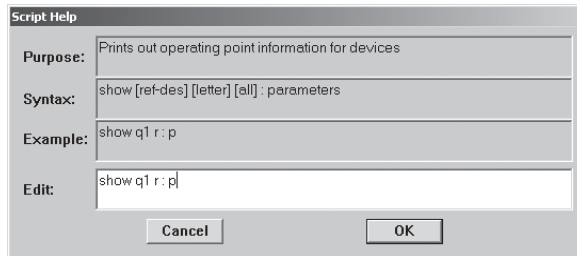 Script Help
Purpose: Prints out operating point information for devices
Syntax: show [ref-des] [letter] [all] : parameters
Example: show q1 r : p
Edit: show q1 r : p
Cancel OK